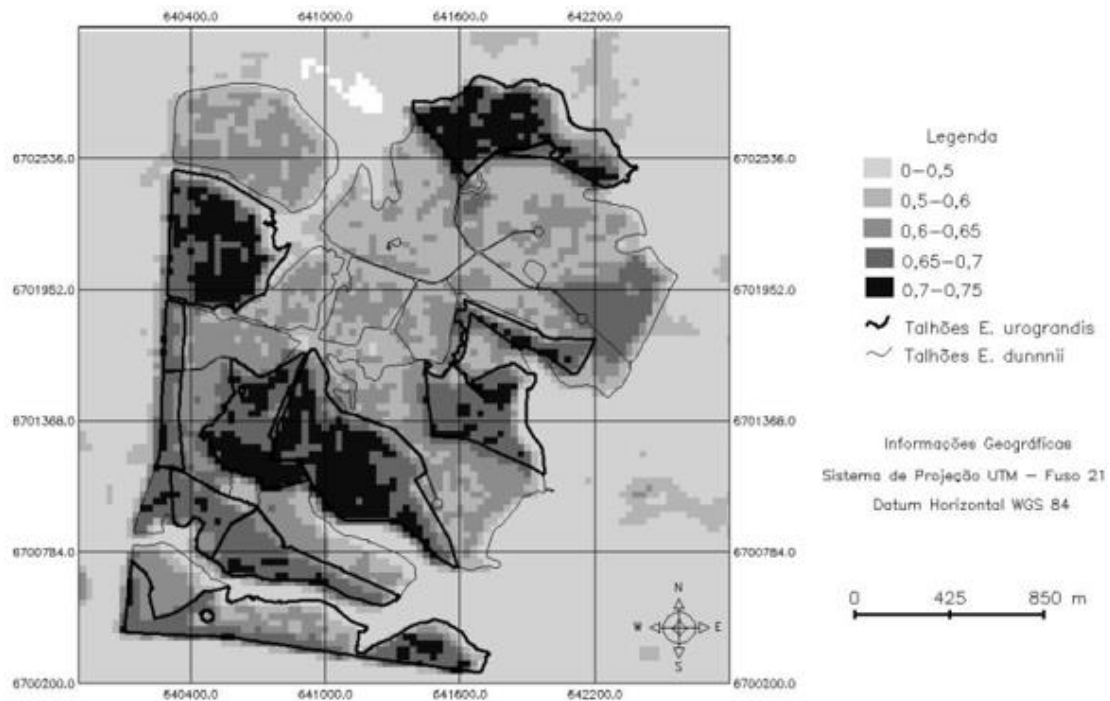 640400.0 641000.0 641600.0 642200.0
6702536.0 6702536.0
6701952.0 6701952.0
6701368.0 6701368.0
6700784.0 6700784.0
6700200.0 6700200.0
640400.0 641000.0 641600.0 642200.0
N
W E
S
Legenda
0-0,5
0,5-0,6
0,6-0,65
0,65-0,7
0,7-0,75
Talhões E. urograndis
Talhões E. dunnnii
Informações Geográficas
Sistema de Projeção UTM - Fuso 21
Datum Horizontal WGS 84
0 425 850 m